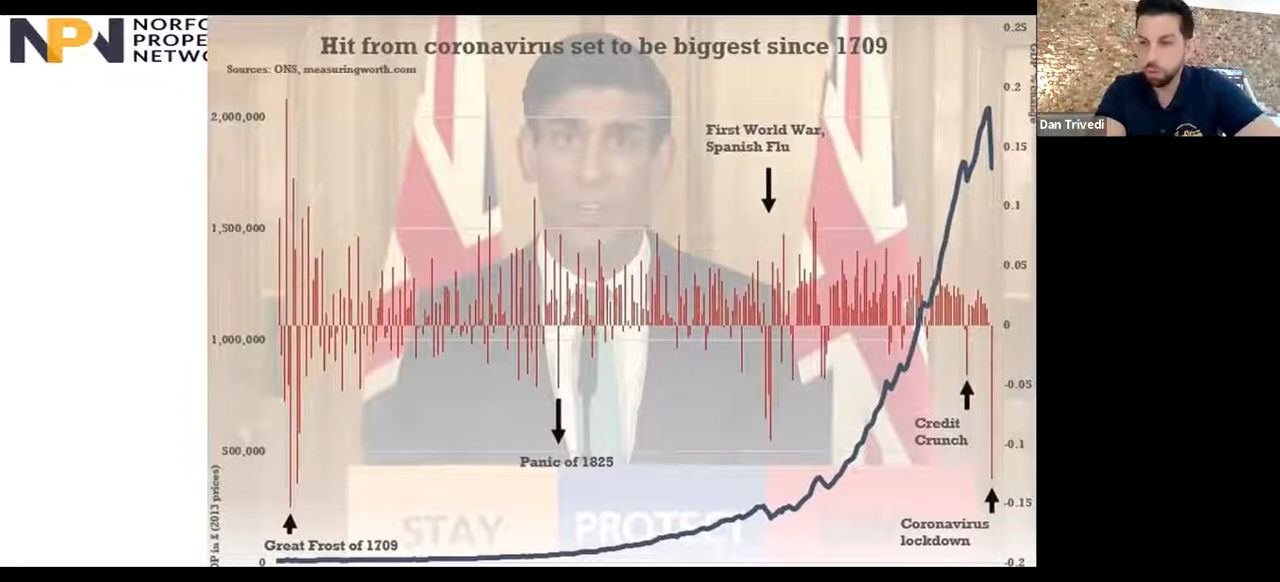 NPN
NORFO
PROPE
NETWO
Hit from coronavirus set to be biggest since 1709
Sources: ONS, measuringworth.com
2,000,000
1,500,000
1,000,000
500,000
0
DP in £ (2013 prices)
First World War,
Spanish Flu
Panic of 1825
Great Frost of 1709
Credit
Crunch
Coronavirus
lockdown
STAY
PROTECT
0.25
0.2
0.15
0.1
0.05
0
-0.05
-0.1
-0.15
-0.2
Dan Trivedi